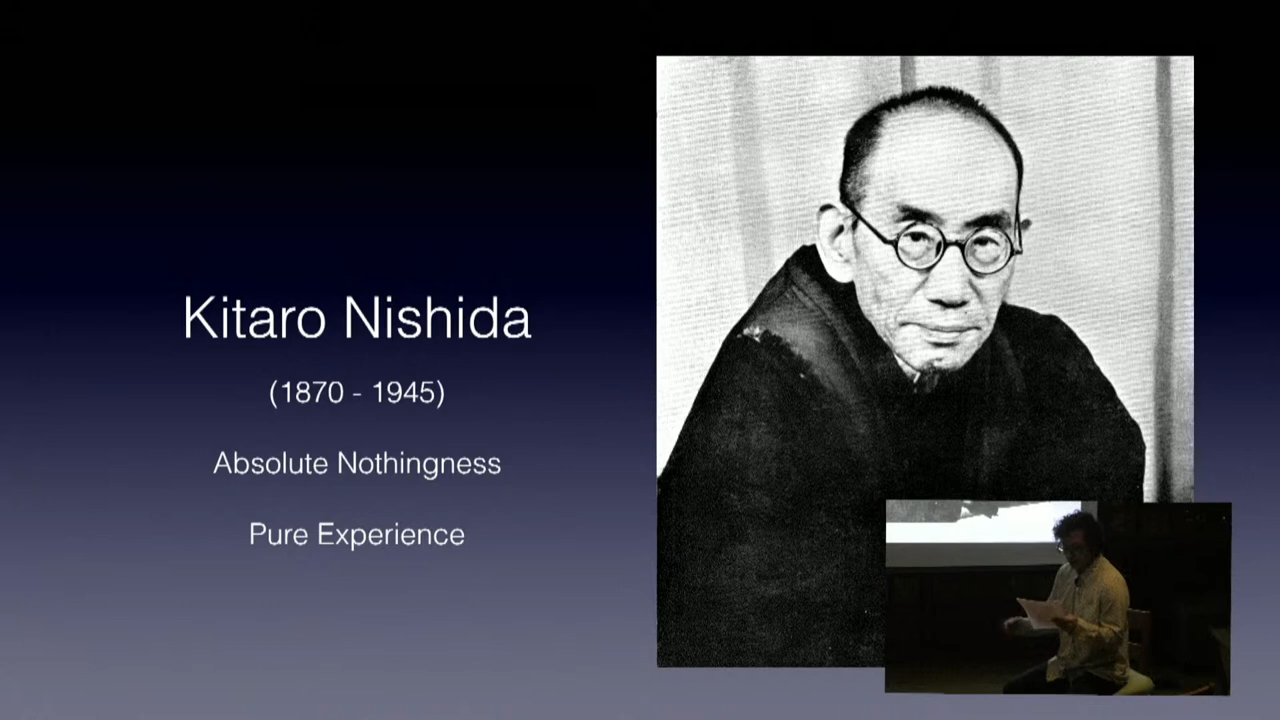 Kitaro Nishida
(1870 - 1945)
Absolute Nothingness
Pure Experience